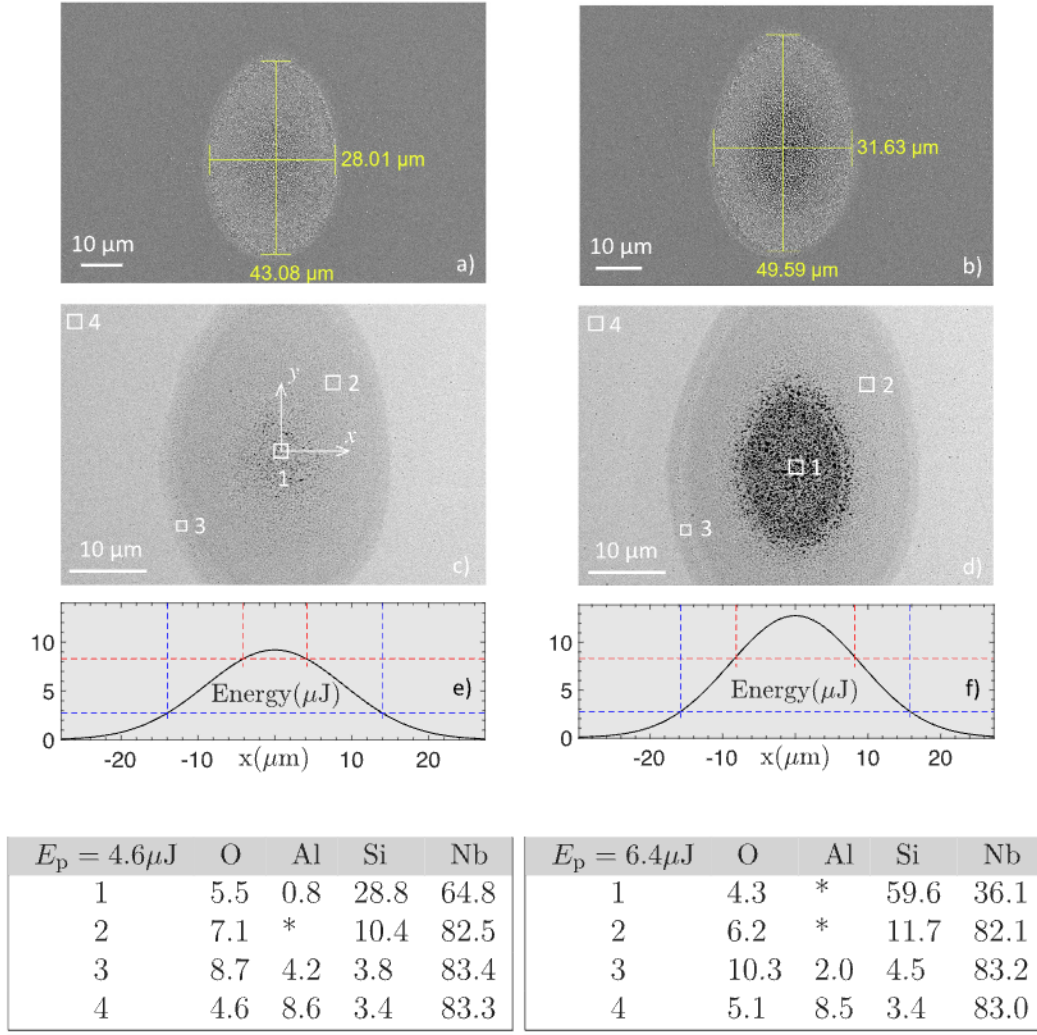 28.01 µm
10 µm
43.08 µm
a)
31.63 µm
10 µm
49.59 µm
b)
4
y
2
x
1
3
10 µm
c)
4
2
1
3
10 µm
d)
10
5
0
Energy(µJ)
e)
-20 -10 x(µm) 10 20
10
5
0
Energy(µJ)
f)
-20 -10 x(µm) 10 20
E_p = 4.6µJ O Al Si Nb
1 5.5 0.8 28.8 64.8
2 7.1 * 10.4 82.5
3 8.7 4.2 3.8 83.4
4 4.6 8.6 3.4 83.3
E_p = 6.4µJ O Al Si Nb
1 4.3 * 59.6 36.1
2 6.2 * 11.7 82.1
3 10.3 2.0 4.5 83.2
4 5.1 8.5 3.4 83.0